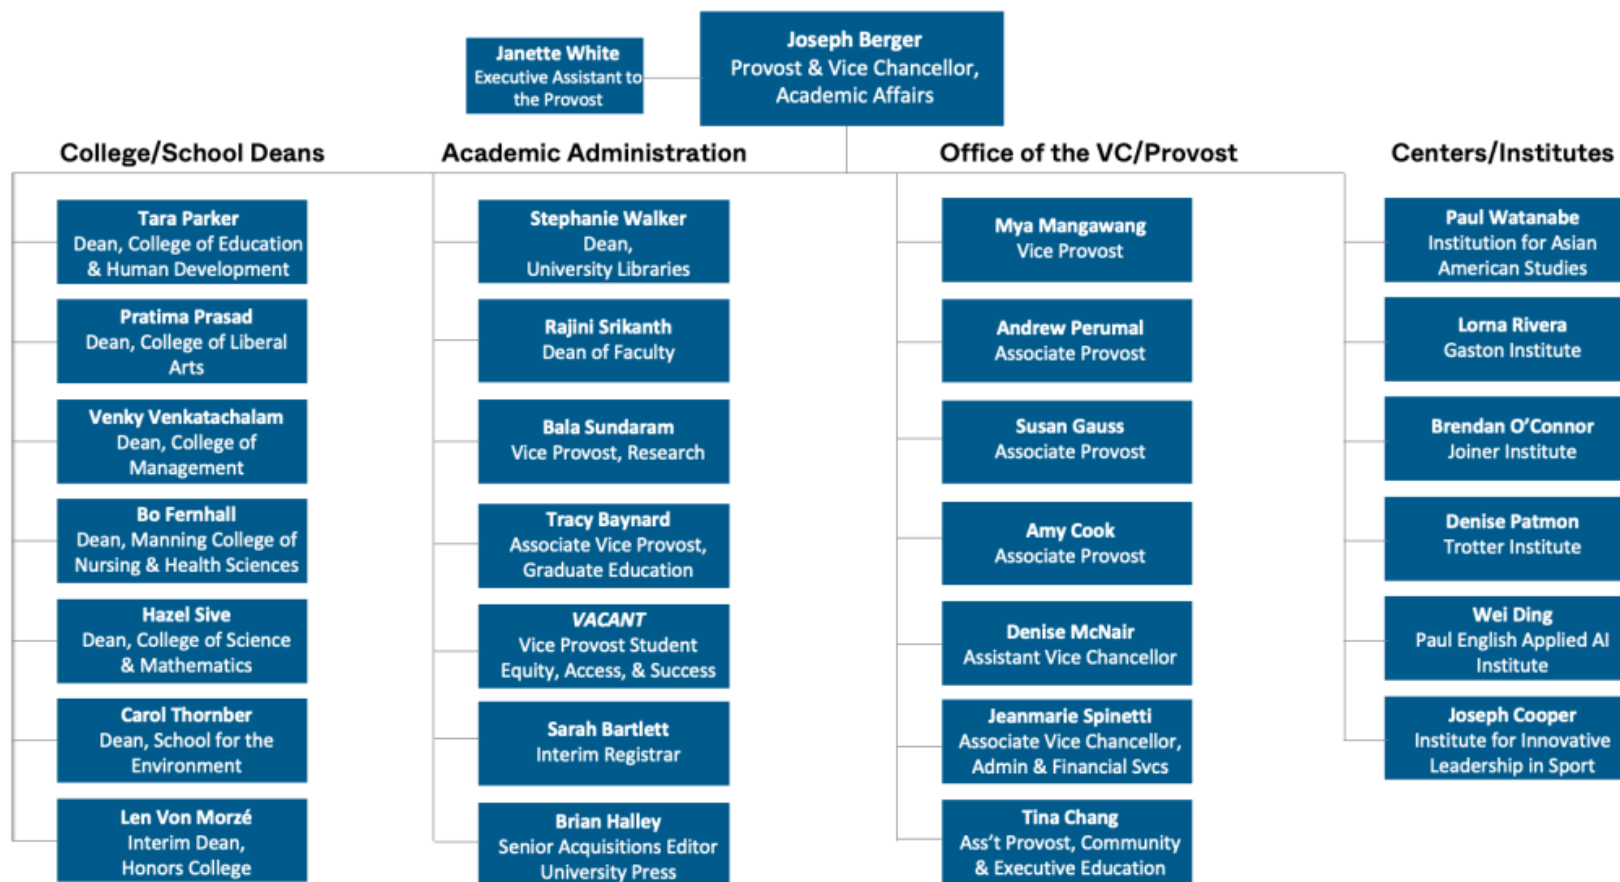 Janette White
Executive Assistant to
the Provost
Joseph Berger
Provost & Vice Chancellor,
Academic Affairs
College/School Deans
Tara Parker
Dean, College of Education
& Human Development
Pratima Prasad
Dean, College of Liberal
Arts
Venky Venkatachalam
Dean, College of
Management
Bo Fernhall
Dean, Manning College of
Nursing & Health Sciences
Hazel Sive
Dean, College of Science
& Mathematics
Carol Thornber
Dean, School for the
Environment
Len Von Morzé
Interim Dean,
Honors College
Academic Administration
Stephanie Walker
Dean,
University Libraries
Rajini Srikanth
Dean of Faculty
Bala Sundaram
Vice Provost, Research
Tracy Baynard
Associate Vice Provost,
Graduate Education
VACANT
Vice Provost Student
Equity, Access, & Success
Sarah Bartlett
Interim Registrar
Brian Halley
Senior Acquisitions Editor
University Press
Office of the VC/Provost
Mya Mangawang
Vice Provost
Andrew Perumal
Associate Provost
Susan Gauss
Associate Provost
Amy Cook
Associate Provost
Denise McNair
Assistant Vice Chancellor
Jeanmarie Spinetti
Associate Vice Chancellor,
Admin & Financial Svcs
Tina Chang
Ass't Provost, Community
& Executive Education
Centers/Institutes
Paul Watanabe
Institution for Asian
American Studies
Lorna Rivera
Gaston Institute
Brendan O'Connor
Joiner Institute
Denise Patmon
Trotter Institute
Wei Ding
Paul English Applied AI
Institute
Joseph Cooper
Institute for Innovative
Leadership in Sport